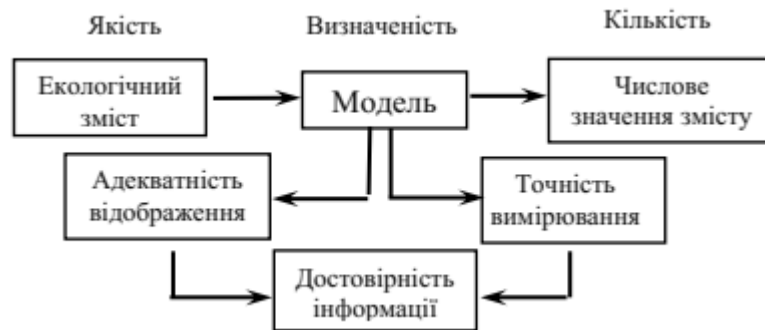 Якість Визначеність Кількість
Екологічний
зміст
Модель
Числове
значення змісту
Адекватність
відображення
Точність
вимірювання
Достовірність
інформації